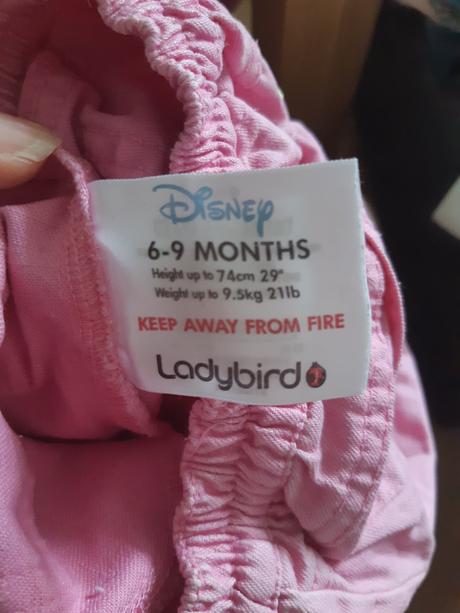 Disney
6-9 MONTHS
Height up to 74cm 29"
Weight up to 9.5kg 21lb
KEEP AWAY FROM FIRE
Ladybird